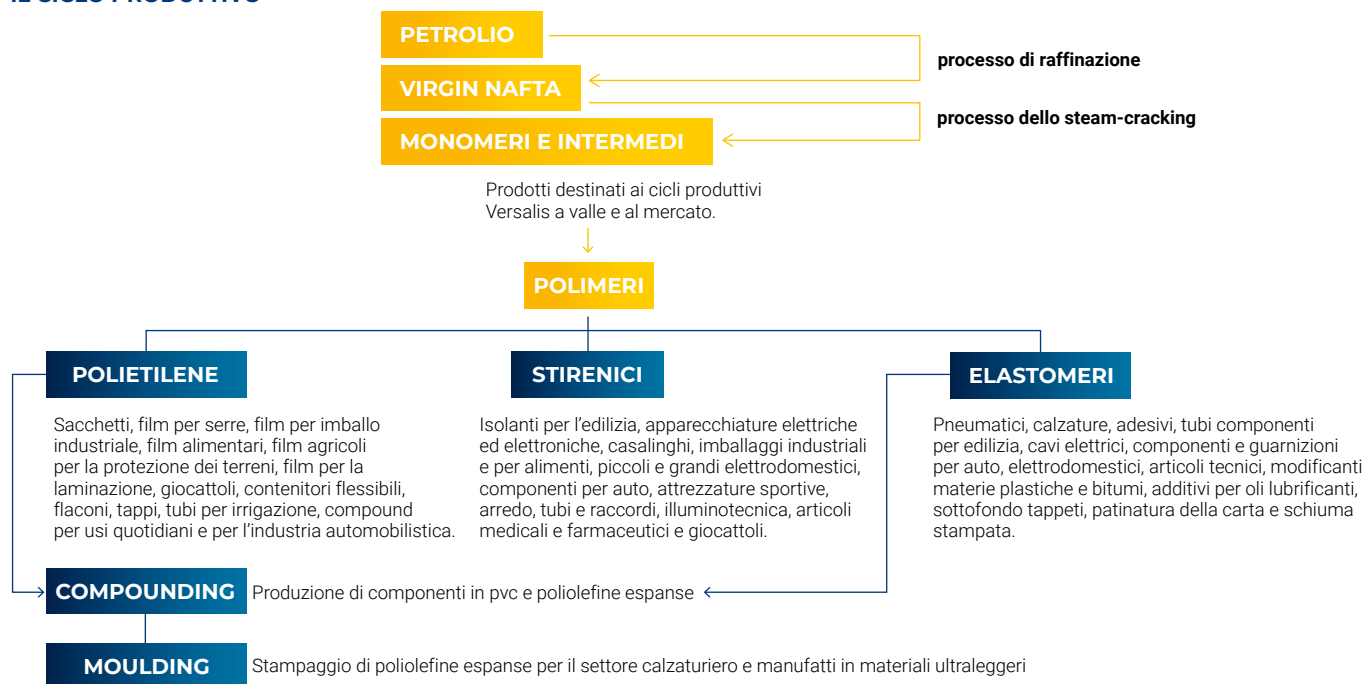 IL CICLO PRODUTTIVO
PETROLIO
processo di raffinazione
VIRGIN NAFTA
processo dello steam-cracking
MONOMERI E INTERMEDI
Prodotti destinati ai cicli produttivi
Versalis a valle e al mercato.
POLIMERI
POLIETILENE
Sacchetti, film per serre, film per imballo
industriale, film alimentari, film agricoli
per la protezione dei terreni, film per la
laminazione, giocattoli, contenitori flessibili,
flaconi, tappi, tubi per irrigazione, compound
per usi quotidiani e per l'industria automobilistica.
STIRENICI
Isolanti per l'edilizia, apparecchiature elettriche
ed elettroniche, casalinghi, imballaggi industriali
e per alimenti, piccoli e grandi elettrodomestici,
componenti per auto, attrezzature sportive,
arredo, tubi e raccordi, illuminotecnica, articoli
medicali e farmaceutici e giocattoli.
ELASTOMERI
Pneumatici, calzature, adesivi, tubi componenti
per edilizia, cavi elettrici, componenti e guarnizioni
per auto, elettrodomestici, articoli tecnici, modificanti
materie plastiche e bitumi, additivi per oli lubrificanti,
sottofondo tappeti, patinatura della carta e schiuma
stampata.
COMPOUNDING
Produzione di componenti in pvc e poliolefine espanse
MOULDING
Stampaggio di poliolefine espanse per il settore calzaturiero e manufatti in materiali ultraleggeri